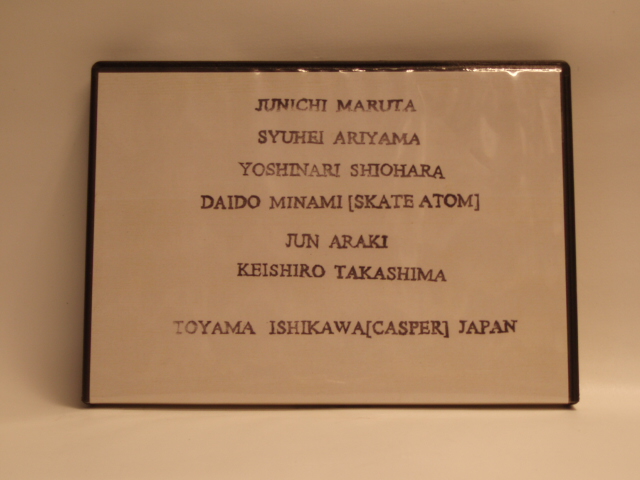 JUNICHI MARUTA
SYUHEI ARIYAMA
YOSHINARI SHIOHARA
DAIDO MINAMI [SKATE ATOM]
JUN ARAKI
KEISHIRO TAKASHIMA
TOYAMA ISHIKAWA[CASPER] JAPAN